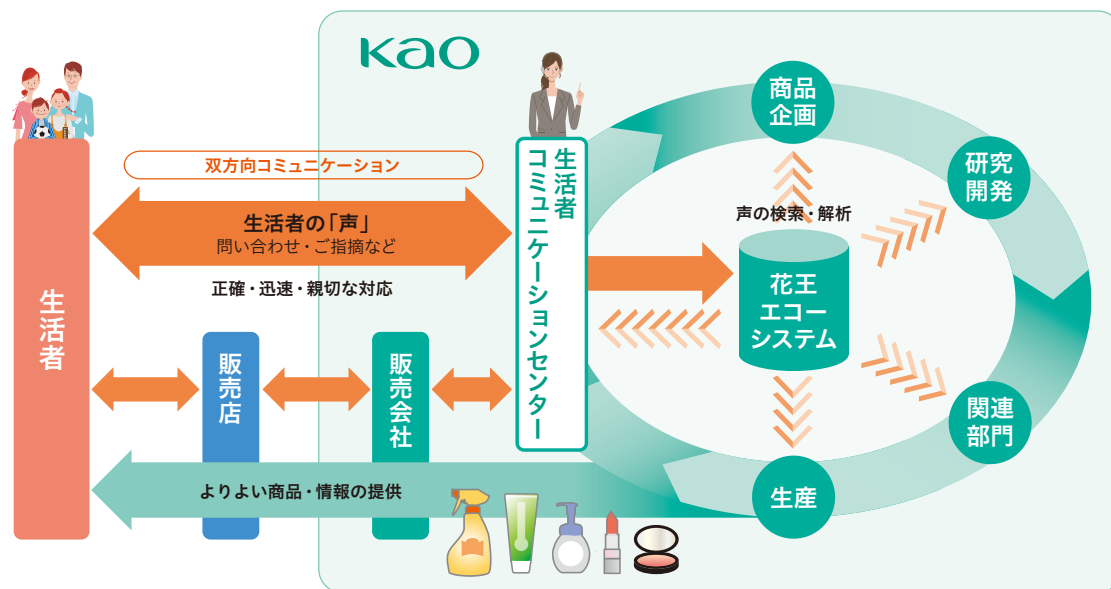 Kao
双方向コミュニケーション
生活者の「声」
問い合わせ・ご指摘など
正確・迅速・親切な対応
生活者
販売店
販売会社
生活者
コミュニケーションセンター
よりよい商品・情報の提供
声の検索・解析
花王
エコー
システム
商品
企画
研究
開発
関連
部門
生産